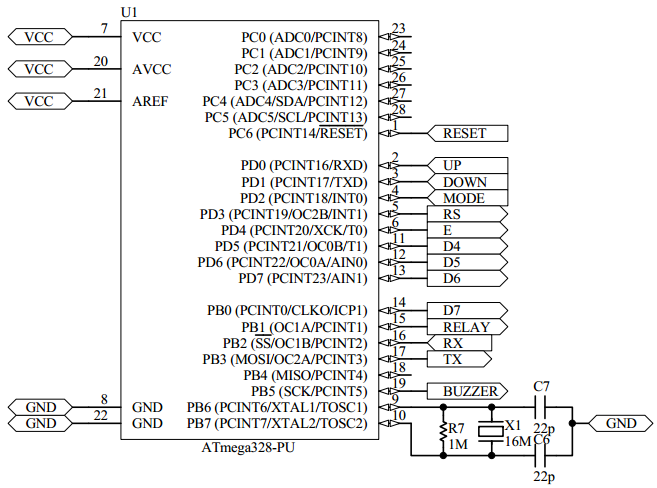 U1
7 VCC VCC PC0 (ADC0/PCINT8) 23
PC1 (ADC1/PCINT9) 24
VCC 20 AVCC PC2 (ADC2/PCINT10) 25
PC3 (ADC3/PCINT11) 26
VCC 21 AREF PC4 (ADC4/SDA/PCINT12) 27
PC5 (ADC5/SCL/PCINT13) 28
PC6 (PCINT14/RESET) 1 RESET
PD0 (PCINT16/RXD) 2 UP
PD1 (PCINT17/TXD) 3 DOWN
PD2 (PCINT18/INT0) 4 MODE
PD3 (PCINT19/OC2B/INT1) 5 RS
PD4 (PCINT20/XCK/T0) 6 E
PD5 (PCINT21/OC0B/T1) 11 D4
PD6 (PCINT22/OC0A/AIN0) 12 D5
PD7 (PCINT23/AIN1) 13 D6
PB0 (PCINT0/CLKO/ICP1) 14 D7
PB1 (OC1A/PCINT1) 15 RELAY
PB2 (SS/OC1B/PCINT2) 16 RX
PB3 (MOSI/OC2A/PCINT3) 17 TX
PB4 (MISO/PCINT4) 18
PB5 (SCK/PCINT5) 19 BUZZER C7
GND 8 GND PB6 (PCINT6/XTAL1/TOSC1) 9
GND 22 GND PB7 (PCINT7/XTAL2/TOSC2) 10 R7 X1 22p GND
ATmega328-PU 1M 16M C6
22p